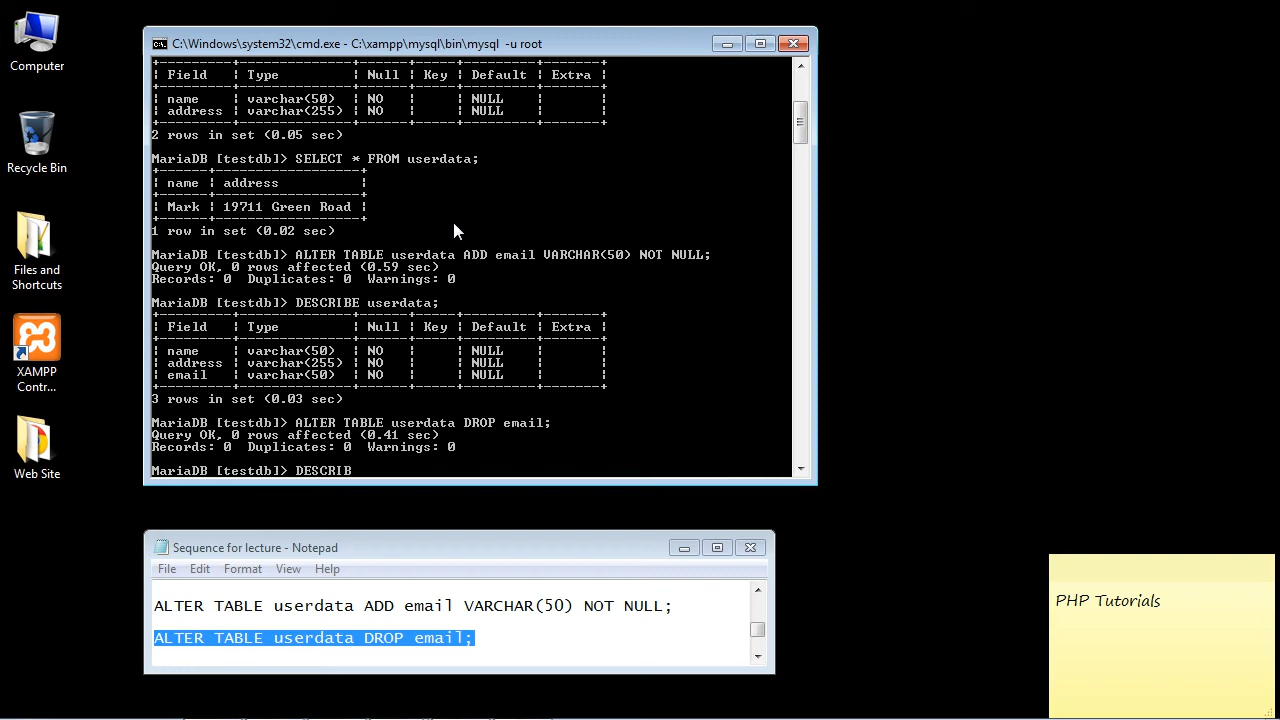 Computer
Recycle Bin
Files and
Shortcuts
XAMPP
Contr...
Web Site
C:\Windows\system32\cmd.exe - C:\xampp\mysql\bin\mysql  -u root
| Field   | Type         | Null | Key | Default | Extra |
| name    | varchar(50)  | NO   |     | NULL    |       |
| address | varchar(255) | NO   |     | NULL    |       |
2 rows in set (0.05 sec)
MariaDB [testdb]> SELECT * FROM userdata;
| name | address          |
| Mark | 19711 Green Road |
1 row in set (0.02 sec)
MariaDB [testdb]> ALTER TABLE userdata ADD email VARCHAR(50) NOT NULL;
Query OK, 0 rows affected (0.59 sec)
Records: 0  Duplicates: 0  Warnings: 0
MariaDB [testdb]> DESCRIBE userdata;
| Field   | Type         | Null | Key | Default | Extra |
| name    | varchar(50)  | NO   |     | NULL    |       |
| address | varchar(255) | NO   |     | NULL    |       |
| email   | varchar(50)  | NO   |     | NULL    |       |
3 rows in set (0.03 sec)
MariaDB [testdb]> ALTER TABLE userdata DROP email;
Query OK, 0 rows affected (0.41 sec)
Records: 0  Duplicates: 0  Warnings: 0
MariaDB [testdb]> DESCRIB
Sequence for lecture - Notepad
File Edit Format View Help
ALTER TABLE userdata ADD email VARCHAR(50) NOT NULL;
ALTER TABLE userdata DROP email;
PHP Tutorials